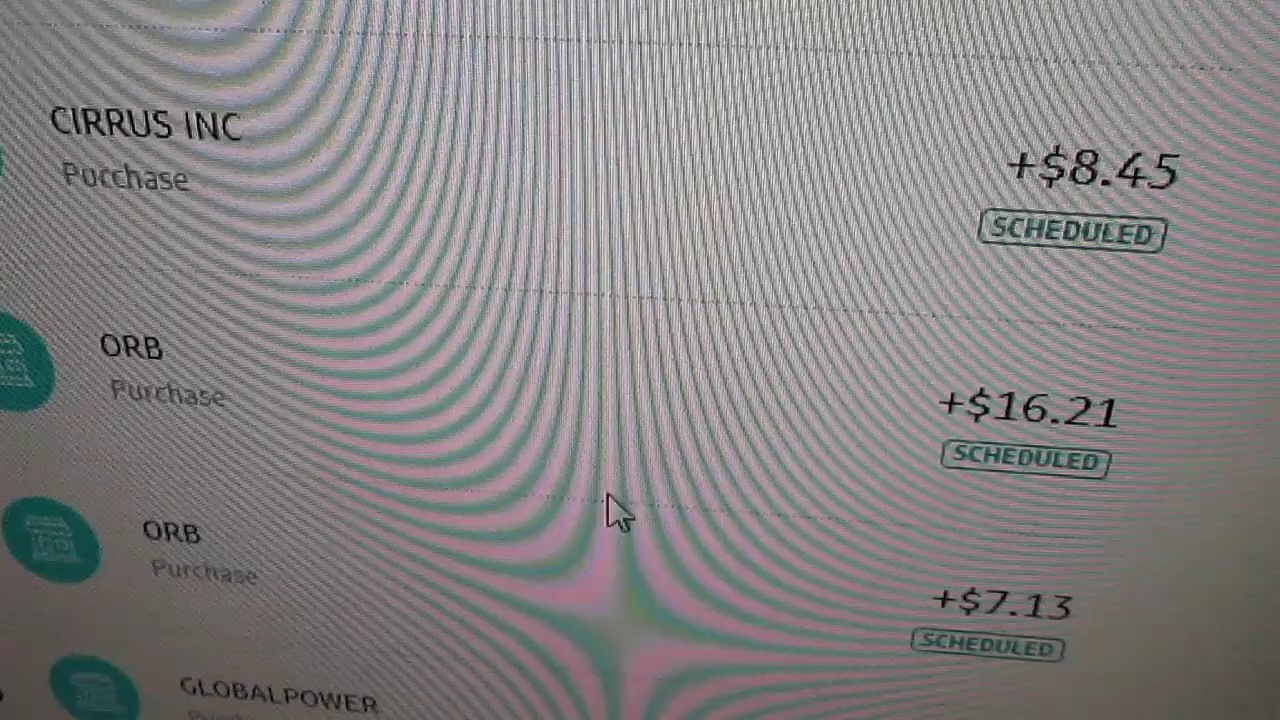 CIRRUS INC
Purchase
+$8.45
SCHEDULED
ORB
Purchase
+$16.21
SCHEDULED
ORB
Purchase
+$7.13
SCHEDULED
GLOBALPOWER